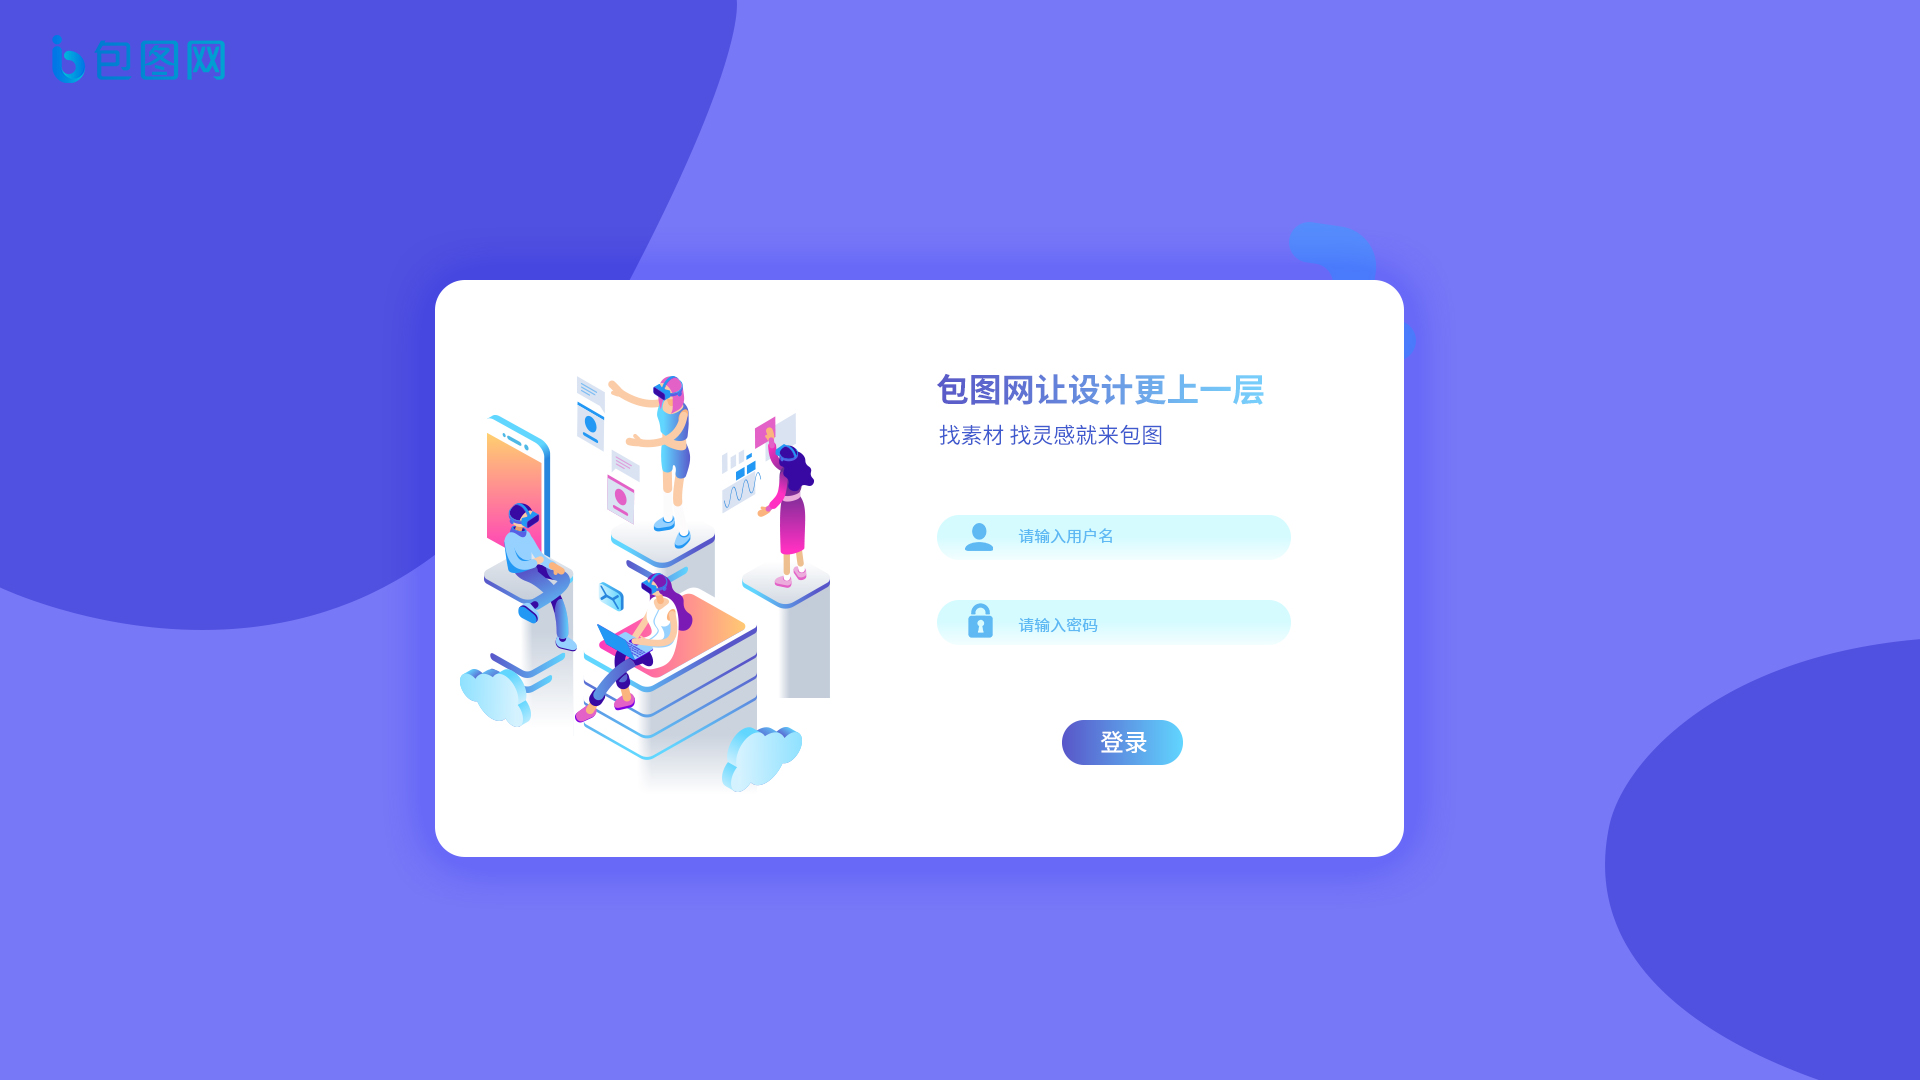 包图网
包图网让设计更上一层
找素材 找灵感就来包图
请输入用户名
请输入密码
登录